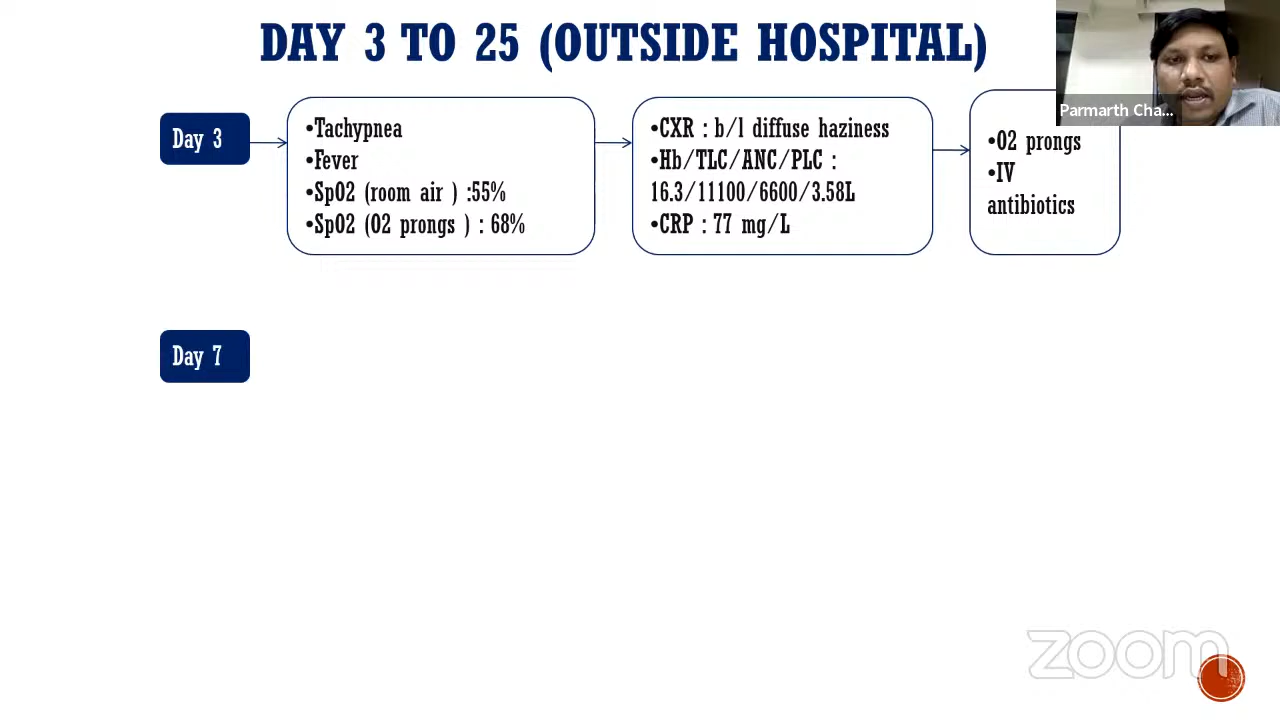 DAY 3 TO 25 (OUTSIDE HOSPITAL)
Parmarth Cha...
Day 3
•Tachypnea
•Fever
•SpO2 (room air ) :55%
•SpO2 (O2 prongs ) : 68%
•CXR : b/l diffuse haziness
•Hb/TLC/ANC/PLC :
16.3/11100/6600/3.58L
•CRP : 77 mg/L
•O2 prongs
•IV
antibiotics
Day 7
zoom